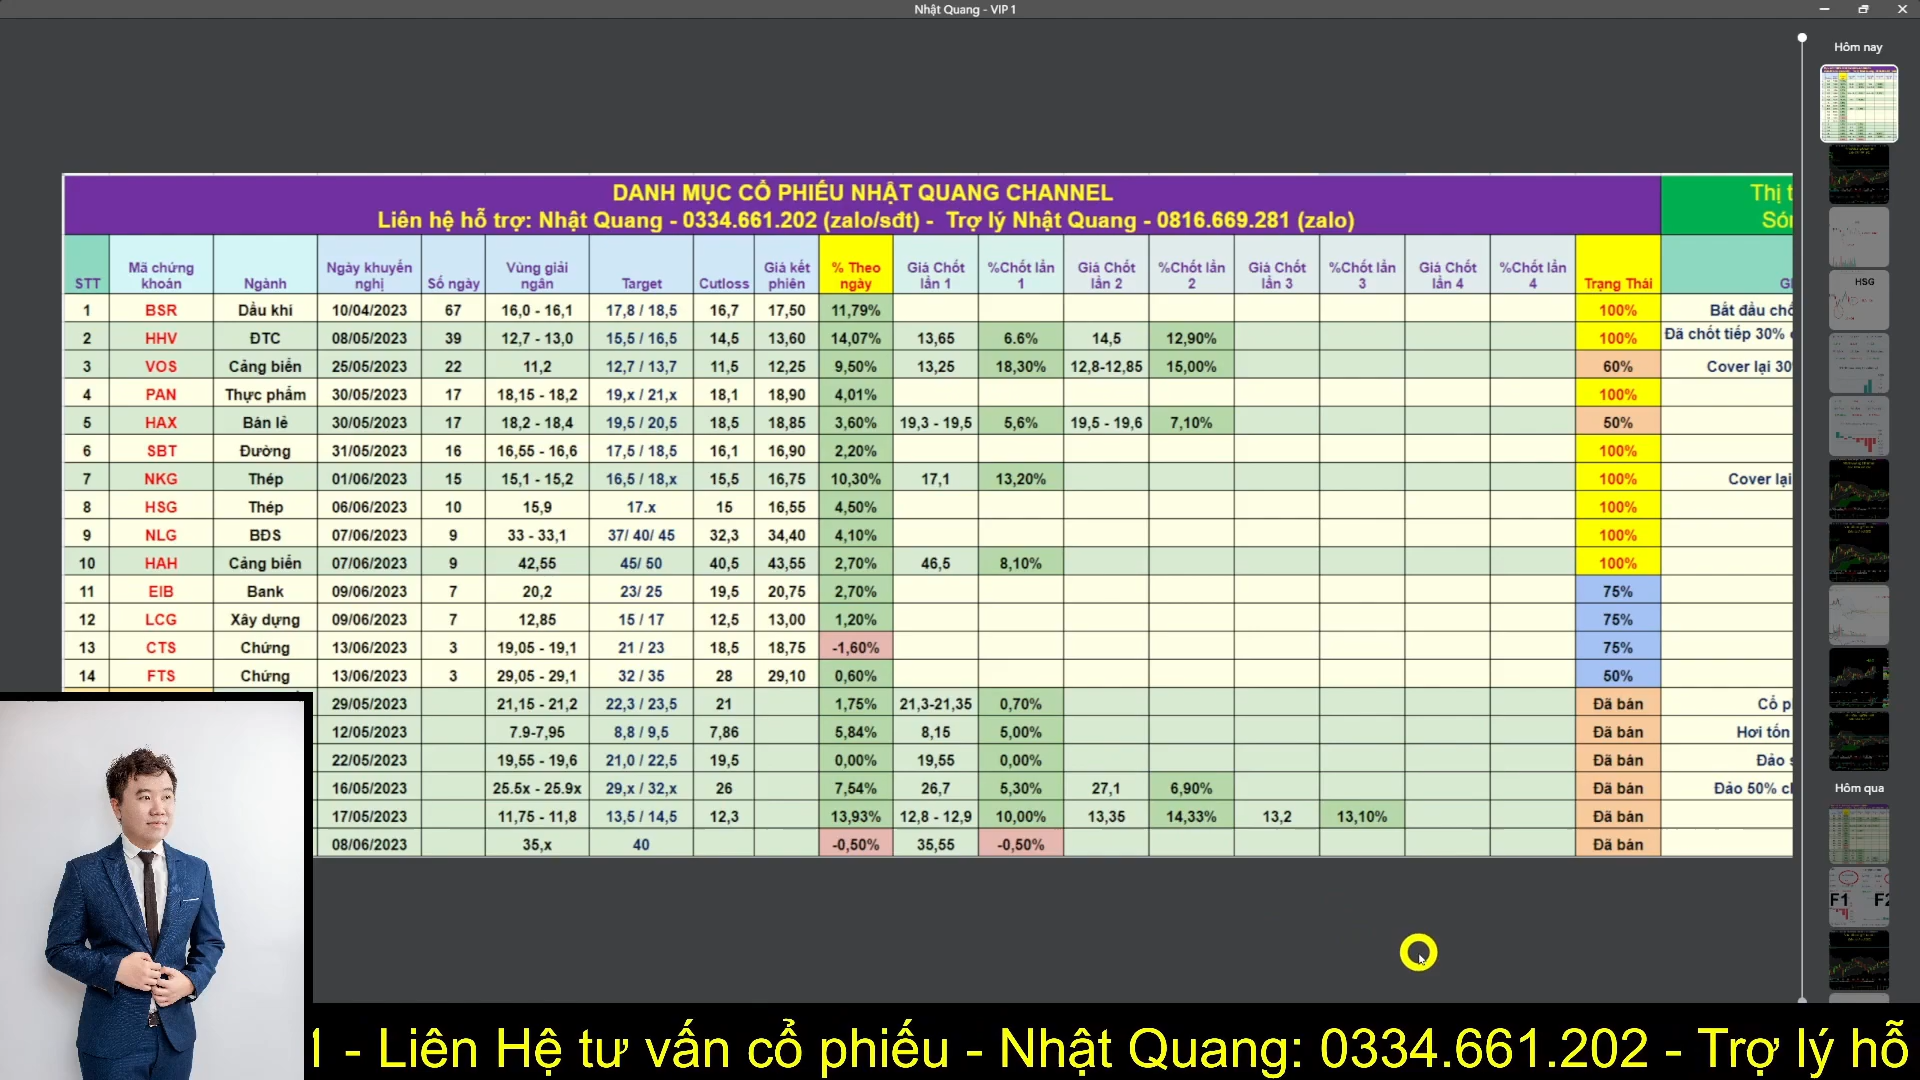 Nhật Quang - VIP 1
Hôm nay
DANH MỤC CỔ PHIẾU NHẬT QUANG CHANNEL
Liên hệ hỗ trợ: Nhật Quang - 0334.661.202 (zalo/sđt) - Trợ lý Nhật Quang - 0816.669.281 (zalo)
Thị t
Són
STT Mã chứng khoán Ngành Ngày khuyến nghị Số ngày Vùng giải ngân Target Cutloss Giá kết phiên % Theo ngày Giá Chốt lần 1 %Chốt lần 1 Giá Chốt lần 2 %Chốt lần 2 Giá Chốt lần 3 %Chốt lần 3 Giá Chốt lần 4 %Chốt lần 4 Trạng Thái
1 BSR Dầu khí 10/04/2023 67 16,0 - 16,1 17,8 / 18,5 16,7 17,50 11,79% 100% Bắt đầu chố
2 HHV ĐTC 08/05/2023 39 12,7 - 13,0 15,5 / 16,5 14,5 13,60 14,07% 13,65 6.6% 14,5 12,90% 100% Đã chốt tiếp 30%
3 VOS Cảng biển 25/05/2023 22 11,2 12,7 / 13,7 11,5 12,25 9,50% 13,25 18,30% 12,8-12,85 15,00% 60% Cover lại 30
4 PAN Thực phẩm 30/05/2023 17 18,15 - 18,2 19,x / 21,x 18,1 18,90 4,01% 100%
5 HAX Bán lẻ 30/05/2023 17 18,2 - 18,4 19,5 / 20,5 18,5 18,85 3,60% 19,3 - 19,5 5,6% 19,5 - 19,6 7,10% 50%
6 SBT Đường 31/05/2023 16 16,55 - 16,6 17,5 / 18,5 16,1 16,90 2,20% 100%
7 NKG Thép 01/06/2023 15 15,1 - 15,2 16,5 / 18,x 15,5 16,75 10,30% 17,1 13,20% 100% Cover lại
8 HSG Thép 06/06/2023 10 15,9 17.x 15 16,55 4,50% 100%
9 NLG BĐS 07/06/2023 9 33 - 33,1 37/ 40/ 45 32,3 34,40 4,10% 100%
10 HAH Cảng biển 07/06/2023 9 42,55 45/ 50 40,5 43,55 2,70% 46,5 8,10% 100%
11 EIB Bank 09/06/2023 7 20,2 23/ 25 19,5 20,75 2,70% 75%
12 LCG Xây dựng 09/06/2023 7 12,85 15 / 17 12,5 13,00 1,20% 75%
13 CTS Chứng 13/06/2023 3 19,05 - 19,1 21 / 23 18,5 18,75 -1,60% 75%
14 FTS Chứng 13/06/2023 3 29,05 - 29,1 32 / 35 28 29,10 0,60% 50%
29/05/2023 21,15 - 21,2 22,3 / 23,5 21 1,75% 21,3-21,35 0,70% Đã bán Cổ p
12/05/2023 7.9-7,95 8,8 / 9,5 7,86 5,84% 8,15 5,00% Đã bán Hơi tốn
22/05/2023 19,55 - 19,6 21,0 / 22,5 19,5 0,00% 19,55 0,00% Đã bán Đảo
16/05/2023 25.5x - 25.9x 29,x / 32,x 26 7,54% 26,7 5,30% 27,1 6,90% Đã bán Đảo 50%
17/05/2023 11,75 - 11,8 13,5 / 14,5 12,3 13,93% 12,8 - 12,9 10,00% 13,35 14,33% 13,2 13,10% Đã bán
08/06/2023 35,x 40 -0,50% 35,55 -0,50% Đã bán
HSG
Hôm qua
F1
1 - Liên Hệ tư vấn cổ phiếu - Nhật Quang: 0334.661.202 - Trợ lý hỗ